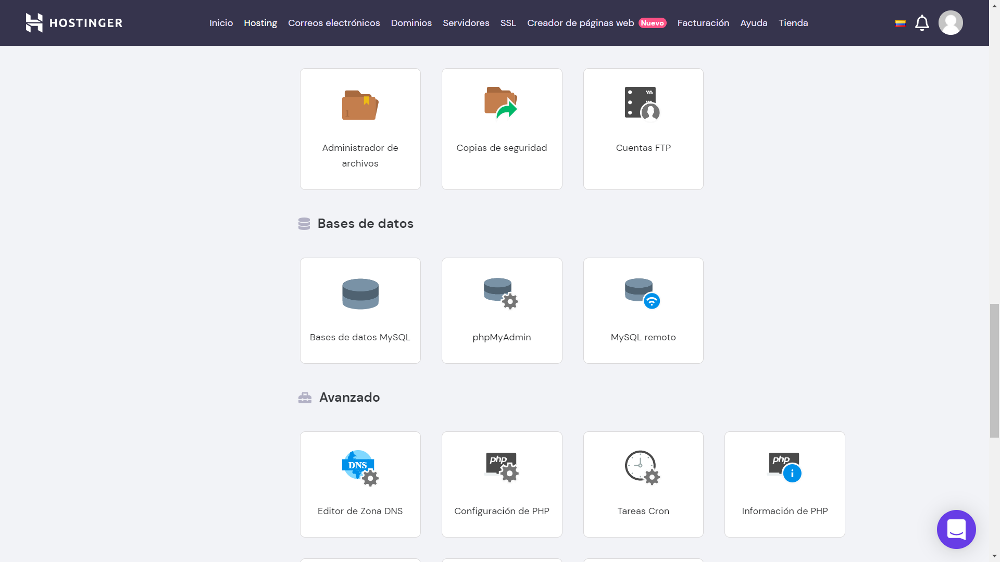 HOSTINGER
Inicio Hosting Correos electrónicos Dominios Servidores SSL Creador de páginas web Nuevo Facturación Ayuda Tienda
1
Administrador de
archivos
Copias de seguridad
Cuentas FTP
Bases de datos
Bases de datos MySQL
phpMyAdmin
MySQL remoto
Avanzado
DNS
php
php
i
Editor de Zona DNS
Configuración de PHP
Tareas Cron
Información de PHP